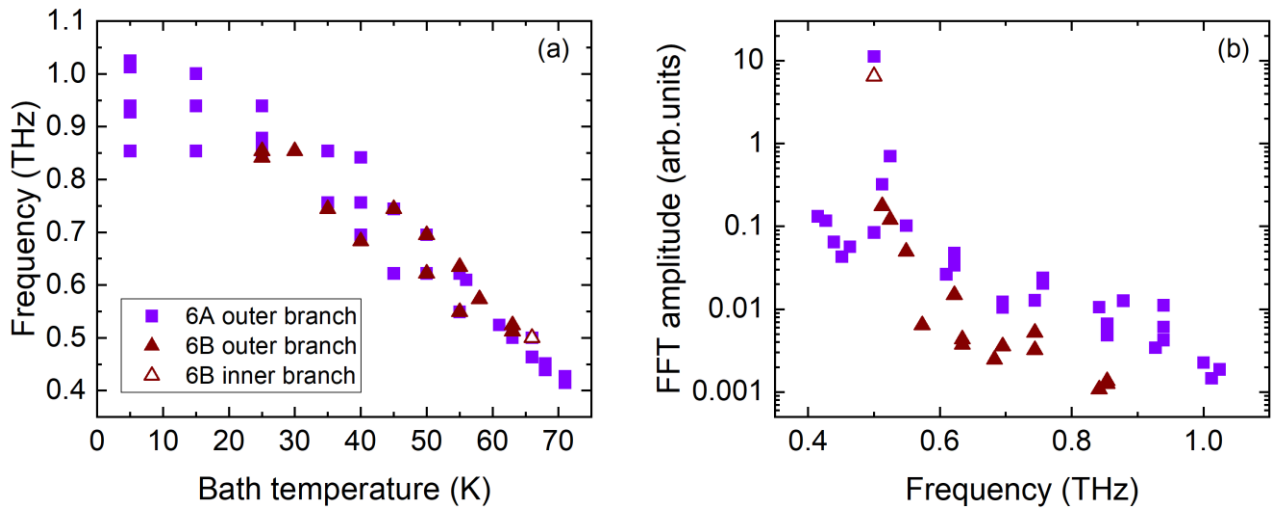 (a)
Frequency (THz)
1.1
1.0
0.9
0.8
0.7
0.6
0.5
0.4
6A outer branch
6B outer branch
6B inner branch
0 10 20 30 40 50 60 70
Bath temperature (K)
(b)
FFT amplitude (arb.units)
10
1
0.1
0.01
0.001
0.4 0.6 0.8 1.0
Frequency (THz)